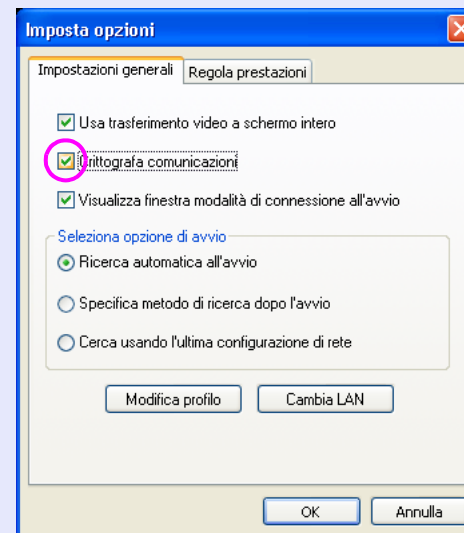 Imposta opzioni
Impostazioni generali
Regola prestazioni
Usa trasferimento video a schermo intero
Crittografa comunicazioni
Visualizza finestra modalità di connessione all'avvio
Seleziona opzione di avvio
Ricerca automatica all'avvio
Specifica metodo di ricerca dopo l'avvio
Cerca usando l'ultima configurazione di rete
Modifica profilo
Cambia LAN
OK
Annulla